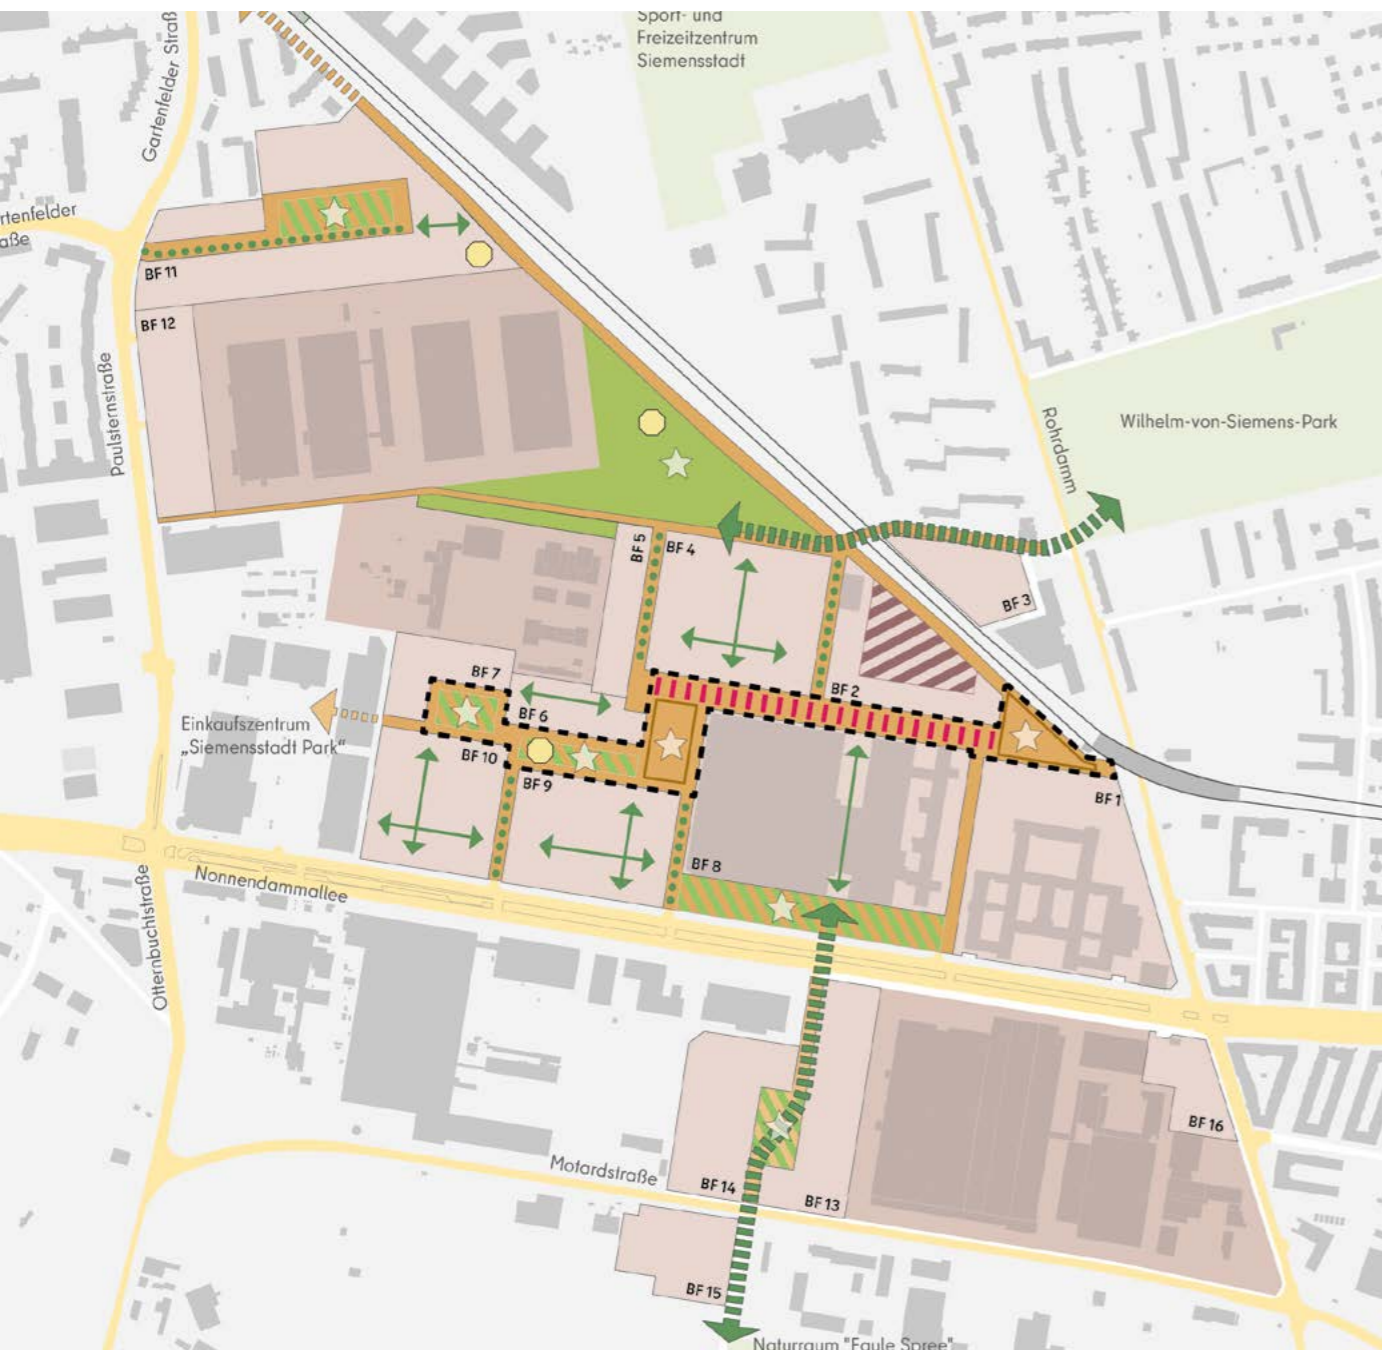 Sport- und
Freizeitzentrum
Siemensstadt
Gartenfelder Straß
rtenfelder
aße
BF 11
BF 12
Paulsternstraße
Rohrdamm
Wilhelm-von-Siemens-Park
BF 5
BF 4
BF 3
BF 7
BF 2
BF 6
Einkaufszentrum
„Siemensstadt Park“
BF 10
BF 9
BF 1
BF 8
Nonnendammallee
Otternbuchtstraße
BF 16
Motardstraße
BF 14
BF 13
BF 15
Naturraum "Faule Spree"